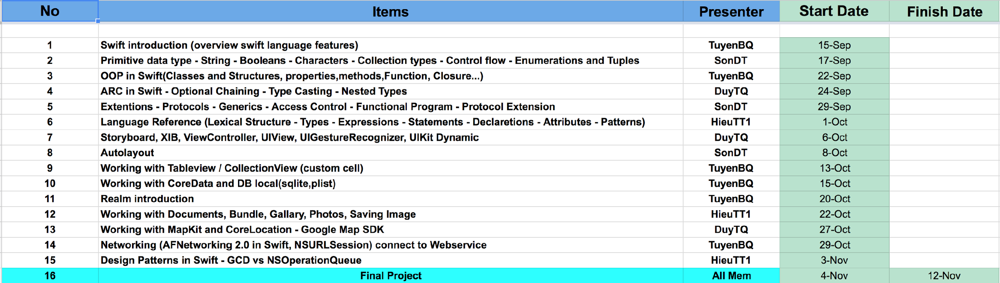 No Items Presenter Start Date Finish Date
1 Swift introduction (overview swift language features) TuyenBQ 15-Sep
2 Primitive data type - String - Booleans - Characters - Collection types - Control flow - Enumerations and Tuples SonDT 17-Sep
3 OOP in Swift(Classes and Structures, properties,methods,Function, Closure...) TuyenBQ 22-Sep
4 ARC in Swift - Optional Chaining - Type Casting - Nested Types DuyTQ 24-Sep
5 Extentions - Protocols - Generics - Access Control - Functional Program - Protocol Extension SonDT 29-Sep
6 Language Reference (Lexical Structure - Types - Expressions - Statements - Declaretions - Attributes - Patterns) HieuTT1 1-Oct
7 Storyboard, XIB, ViewController, UIView, UIGestureRecognizer, UIKit Dynamic DuyTQ 6-Oct
8 Autolayout SonDT 8-Oct
9 Working with Tableview / CollectionView (custom cell) TuyenBQ 13-Oct
10 Working with CoreData and DB local(sqlite,plist) TuyenBQ 15-Oct
11 Realm introduction TuyenBQ 20-Oct
12 Working with Documents, Bundle, Gallary, Photos, Saving Image HieuTT1 22-Oct
13 Working with MapKit and CoreLocation - Google Map SDK DuyTQ 27-Oct
14 Networking (AFNetworking 2.0 in Swift, NSURLSession) connect to Webservice TuyenBQ 29-Oct
15 Design Patterns in Swift - GCD vs NSOperationQueue HieuTT1 3-Nov
16 Final Project All Mem 4-Nov 12-Nov